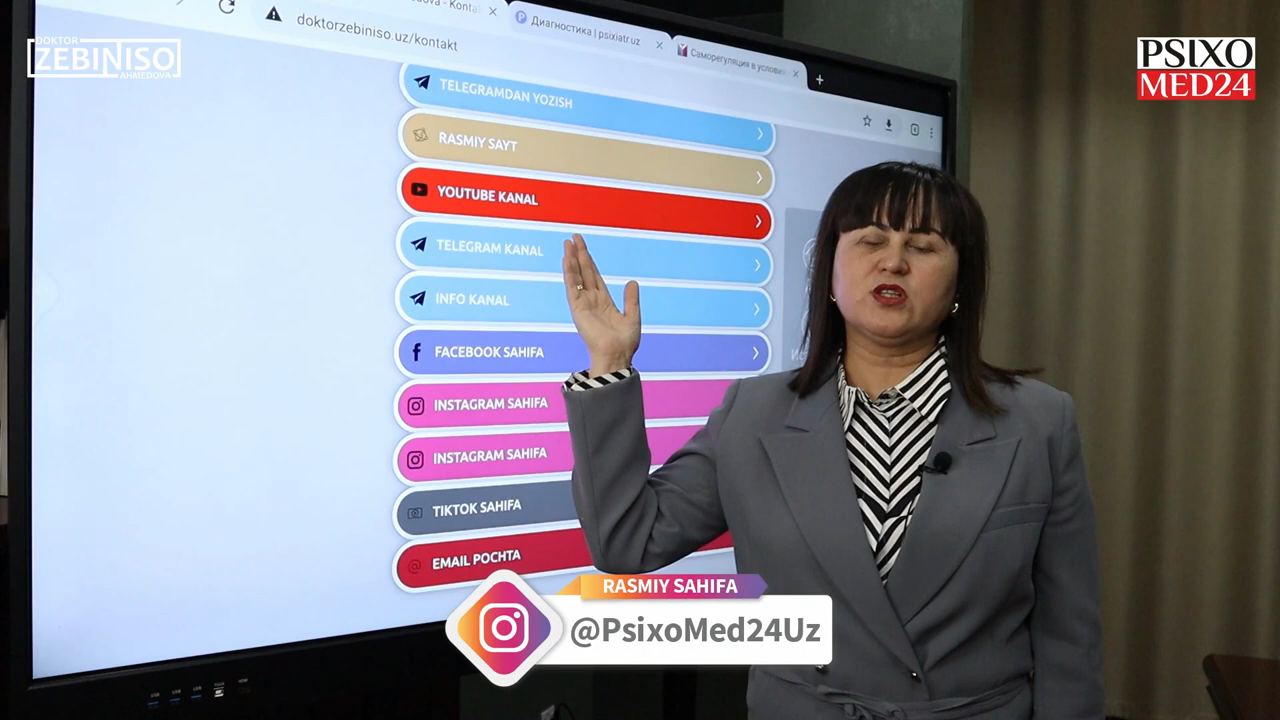 DOKTOR
ZEBINISO
AHMEDOVA
PSIXO
MED24
Диагностика | psixiatr.uz
Саморегуляция в услови
doktorzebiniso.uz/kontakt
TELEGRAMDAN YOZISH
RASMIY SAYT
YOUTUBE KANAL
TELEGRAM KANAL
INFO KANAL
FACEBOOK SAHIFA
INSTAGRAM SAHIFA
INSTAGRAM SAHIFA
TIKTOK SAHIFA
EMAIL POCHTA
RASMIY SAHIFA
@PsixoMed24Uz